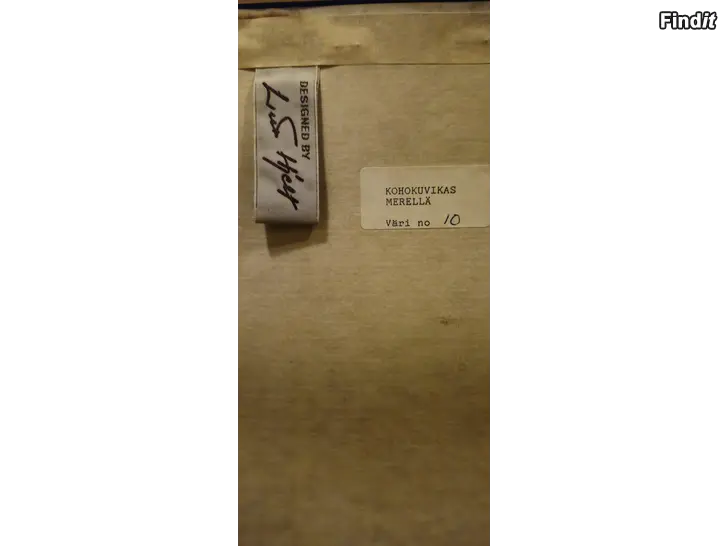 Findit
DESIGNED BY
KOHOKUVIKAS
MERELLÄ
Väri no 10